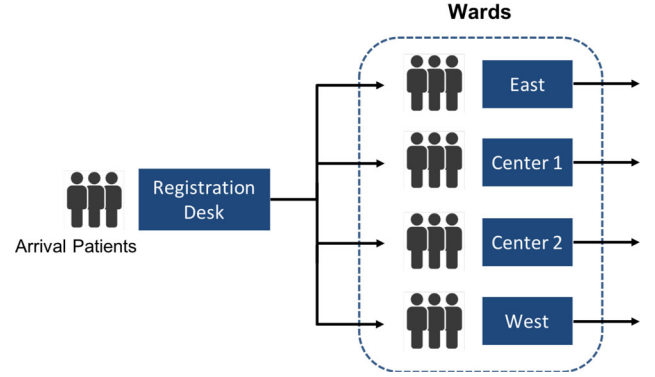 Wards
East
Center 1
Registration
Desk
Arrival Patients
Center 2
West